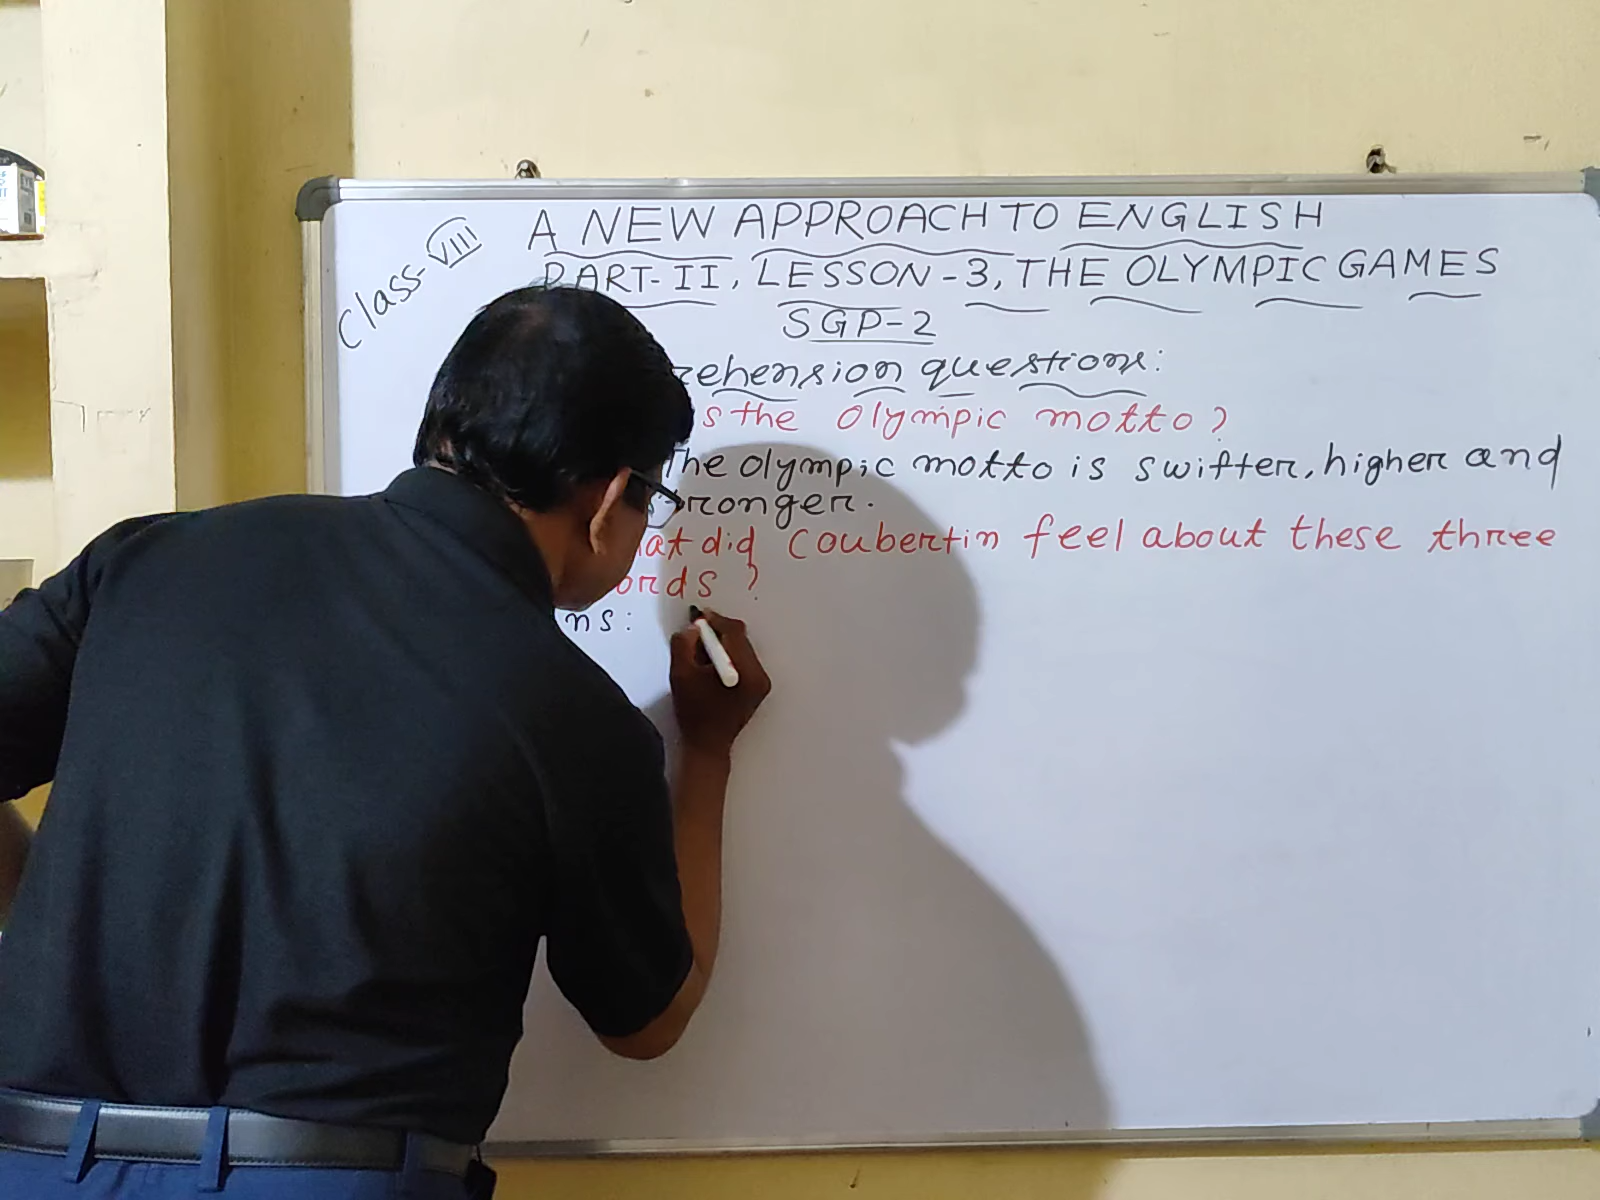 Class-VIII
A NEW APPROACH TO ENGLISH
PART-II, LESSON-3, THE OLYMPIC GAMES
SGP-2
rehension questions:
s the Olympic motto?
The Olympic motto is swifter, higher and
stronger.
at did Coubertin feel about these three
ords?
ns: